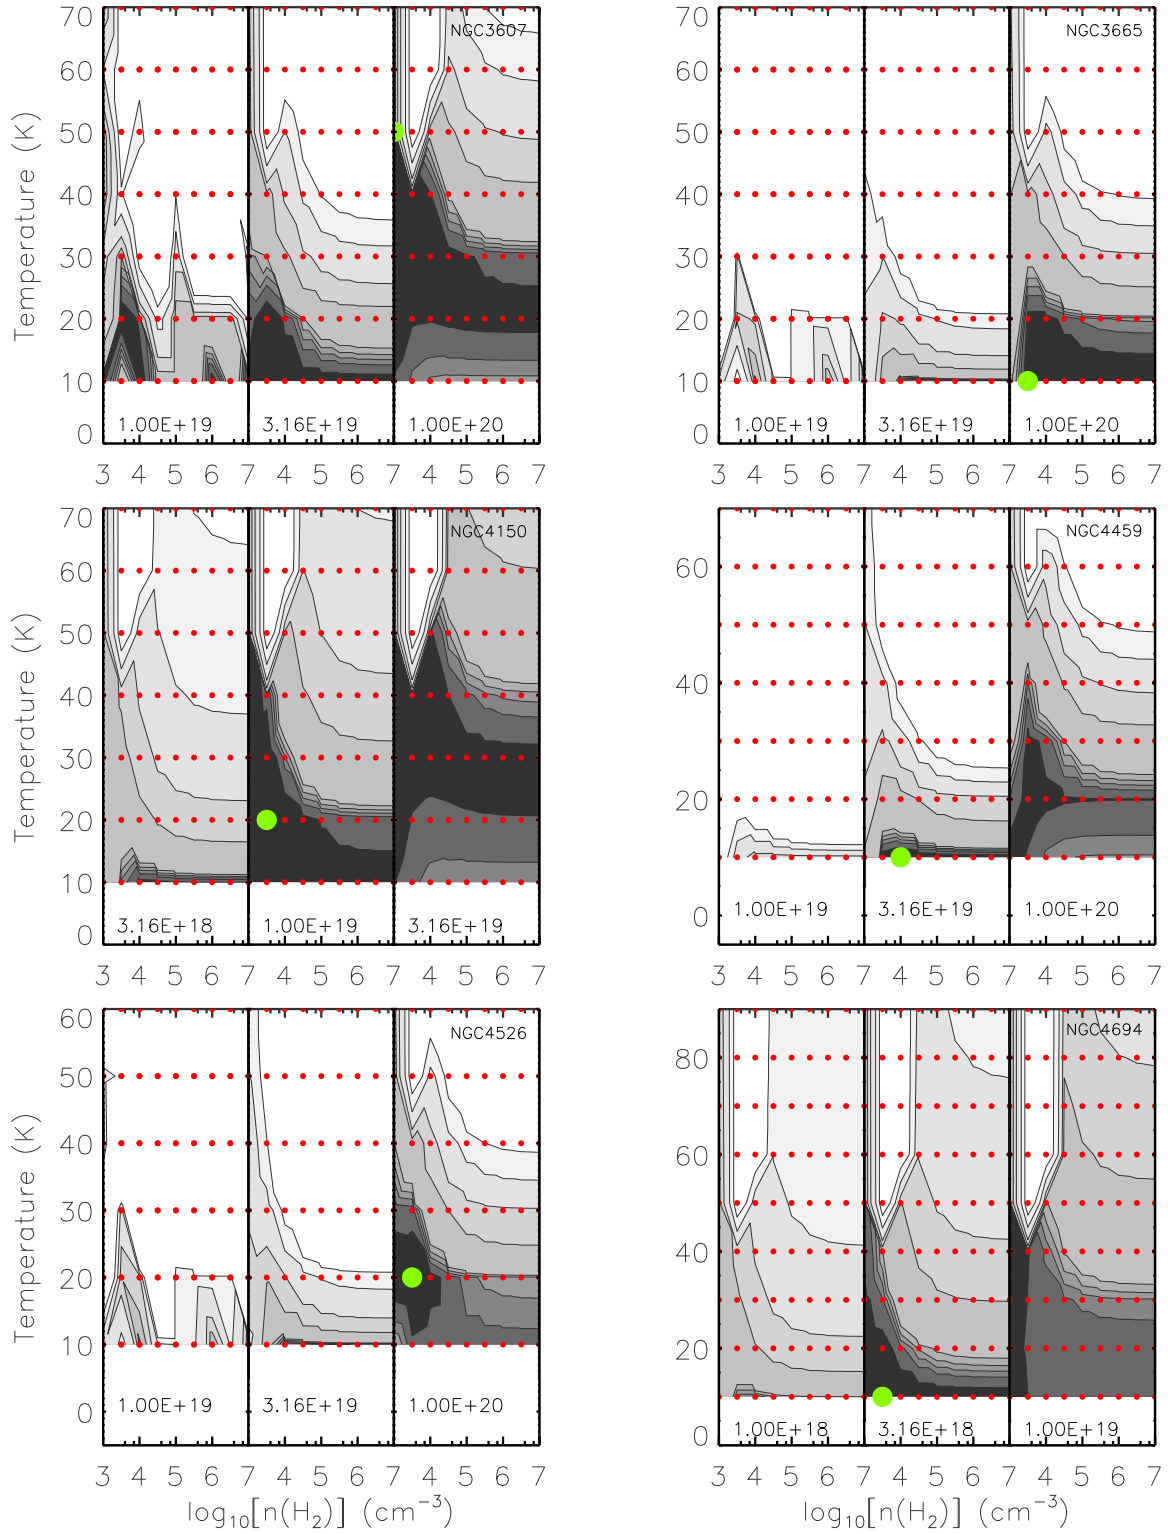 70 NGC3607
60
50
40
30
20
10
0
Temperature (K)
1.00E+19 3.16E+19 1.00E+20
3 4 5 6 7 4 5 6 7 4 5 6 7
70 NGC3665
60
50
40
30
20
10
0
1.00E+19 3.16E+19 1.00E+20
3 4 5 6 7 4 5 6 7 4 5 6 7
70 NGC4150
60
50
40
30
20
10
0
Temperature (K)
3.16E+18 1.00E+19 3.16E+19
3 4 5 6 7 4 5 6 7 4 5 6 7
NGC4459
60
40
20
0
1.00E+19 3.16E+19 1.00E+20
3 4 5 6 7 4 5 6 7 4 5 6 7
60 NGC4526
50
40
30
20
10
0
Temperature (K)
1.00E+19 3.16E+19 1.00E+20
3 4 5 6 7 4 5 6 7 4 5 6 7
log10[n(H2)] (cm−3)
NGC4694
80
60
40
20
0
1.00E+18 3.16E+18 1.00E+19
3 4 5 6 7 4 5 6 7 4 5 6 7
log10[n(H2)] (cm−3)